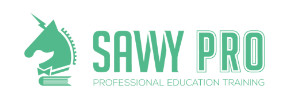 SAVVY PRO
PROFESSIONAL EDUCATION TRAINING